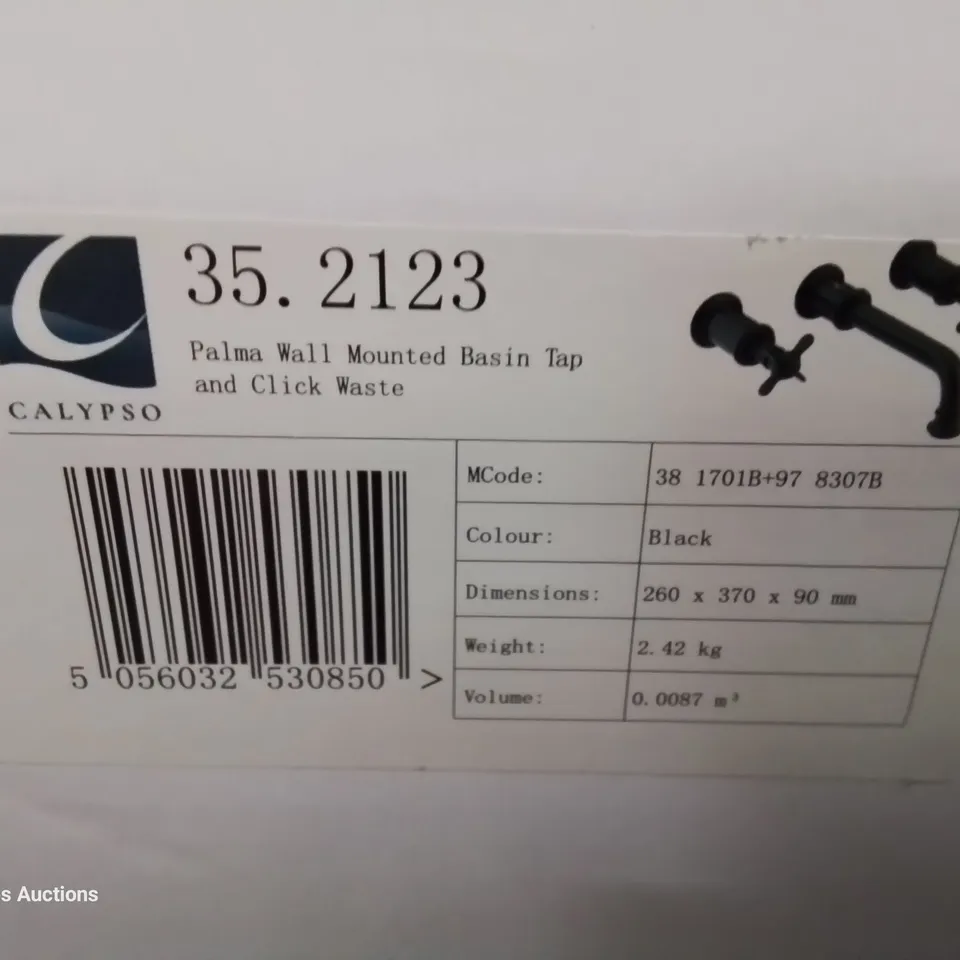 35. 2123
Palma Wall Mounted Basin Tap
and Click Waste
CALYPSO
MCode: 38 1701B+97 8307B
Colour: Black
Dimensions: 260 x 370 x 90 mm
Weight: 2. 42 kg
Volume: 0. 0087 m³
5 056032 530850 >
s Auctions